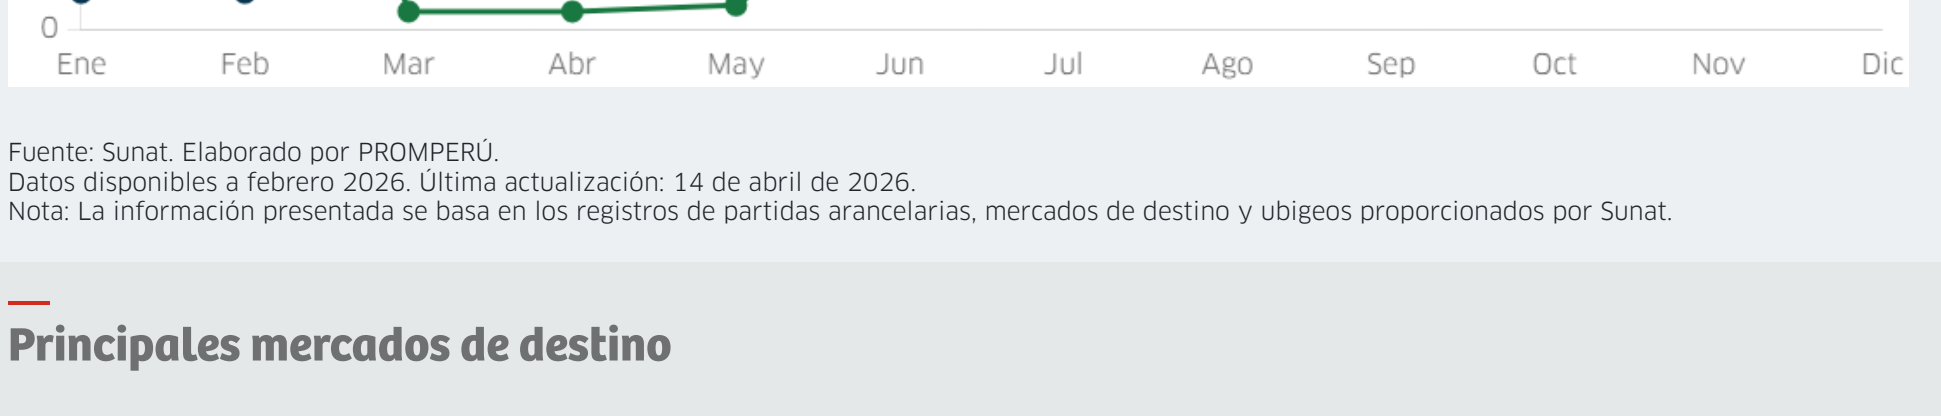 0
Ene Feb Mar Abr May Jun Jul Ago Sep Oct Nov Dic
Fuente: Sunat. Elaborado por PROMPERÚ.
Datos disponibles a febrero 2026. Última actualización: 14 de abril de 2026.
Nota: La información presentada se basa en los registros de partidas arancelarias, mercados de destino y ubigeos proporcionados por Sunat.
Principales mercados de destino